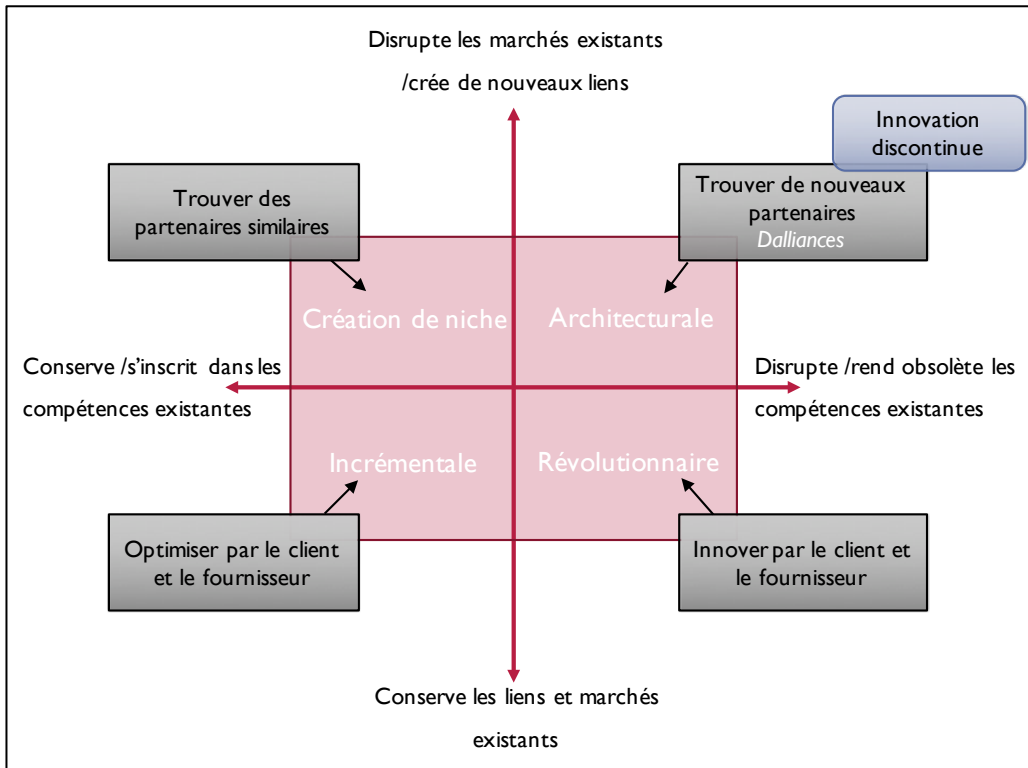 Disrupte les marchés existants
/crée de nouveaux liens
Innovation
discontinue
Trouver des
partenaires similaires
Trouver de nouveaux
partenaires
Dalliances
Création de niche
Architecturale
Conserve /s'inscrit dans les
compétences existantes
Disrupte /rend obsolète les
compétences existantes
Incrémentale
Révolutionnaire
Optimiser par le client
et le fournisseur
Innover par le client et
le fournisseur
Conserve les liens et marchés
existants